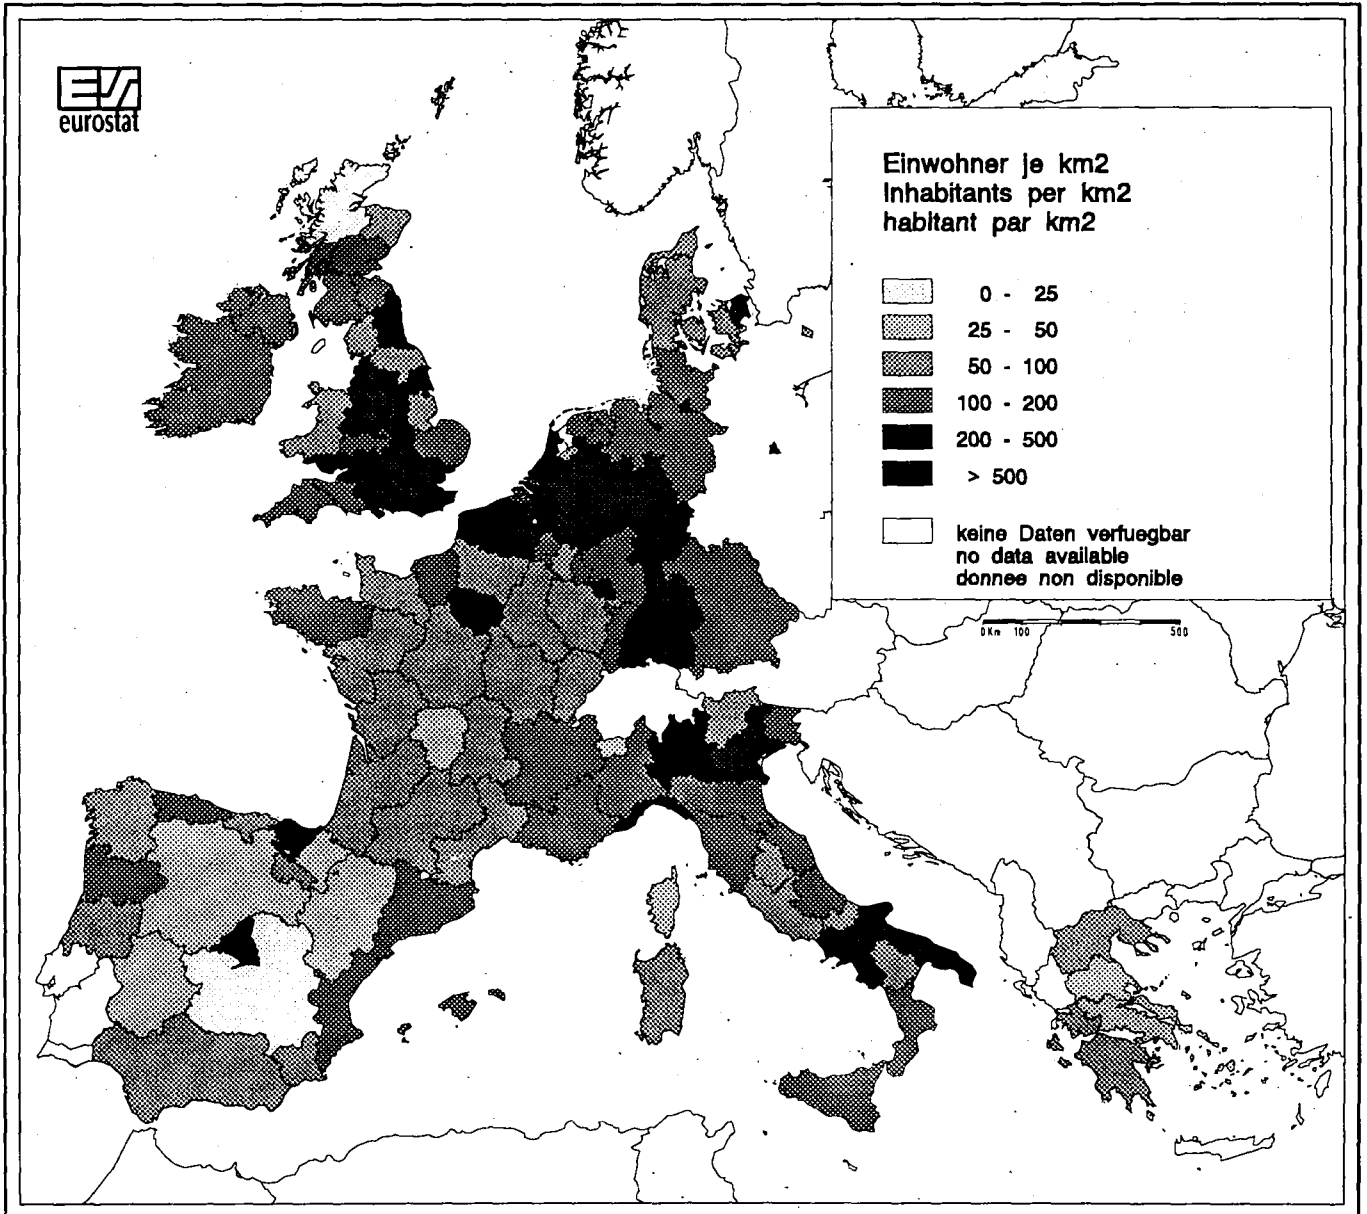 ES
eurostat
Einwohner je km2
Inhabitants per km2
habitant par km2
0 - 25
25 - 50
50 - 100
100 - 200
200 - 500
> 500
keine Daten verfuegbar
no data available
donnee non disponible
0 Km 100 500